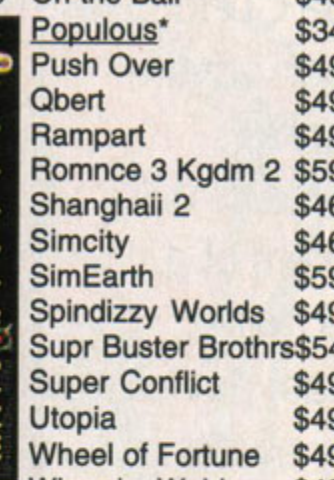 Populous* $34
Push Over $49
Qbert $49
Rampart $49
Romnce 3 Kgdm 2 $59
Shanghaii 2 $46
Simcity $46
SimEarth $59
Spindizzy Worlds $49
Supr Buster Brothrs$54
Super Conflict $49
Utopia $49
Wheel of Fortune $49